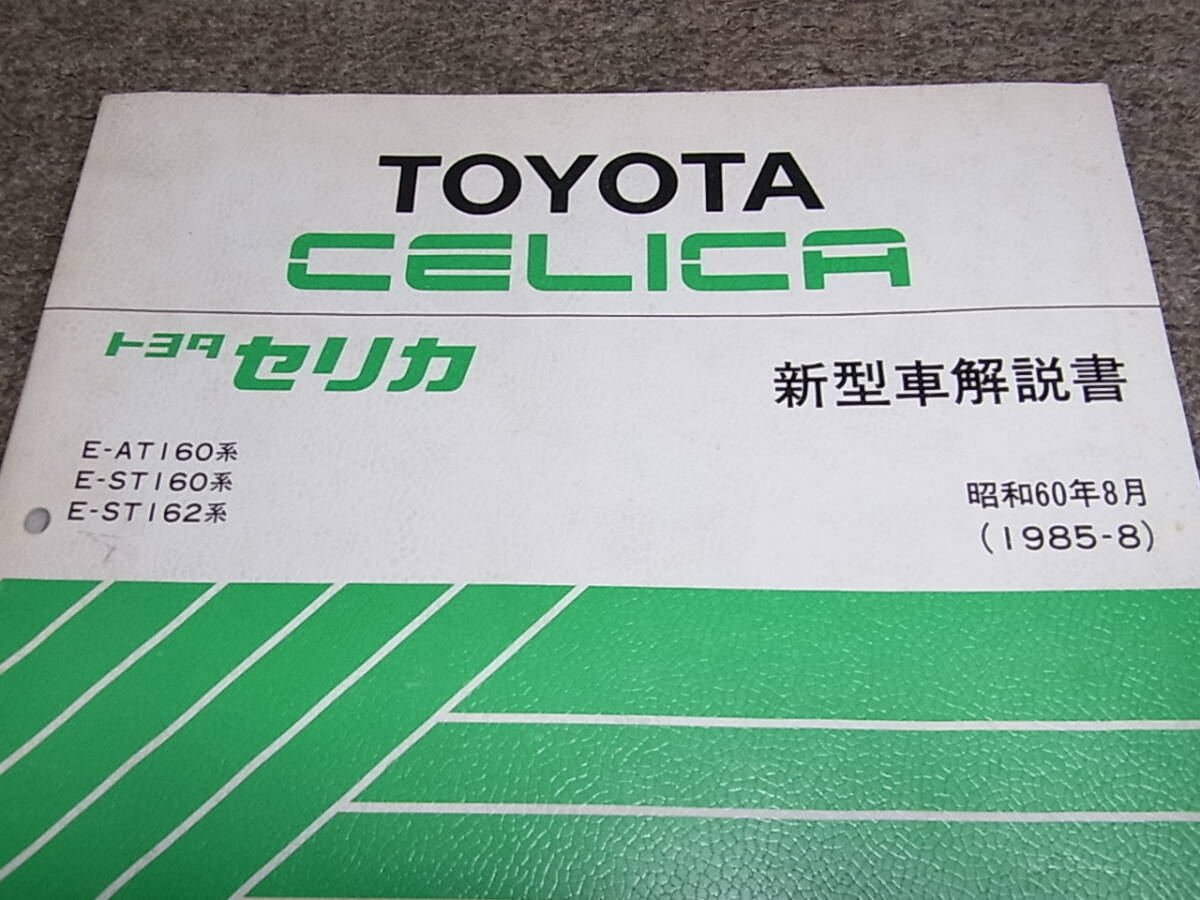 TOYOTA
CELICA
トヨタ セリカ
新型車解説書
E-AT160系
E-ST160系
E-ST162系
昭和60年8月
(1985-8)